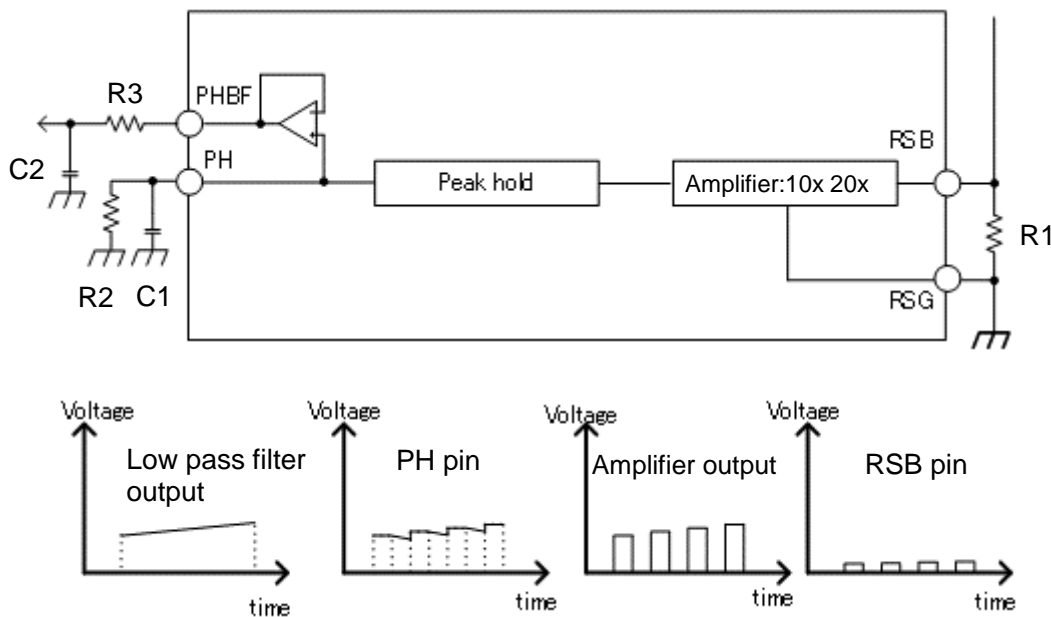 R3
PHBF
PH
C2
R2
C1
Peak hold
Amplifier:10x 20x
RSB
RSG
R1
Voltage
Low pass filter
output
time
Voltage
PH pin
time
Voltage
Amplifier output
time
Voltage
RSB pin
time